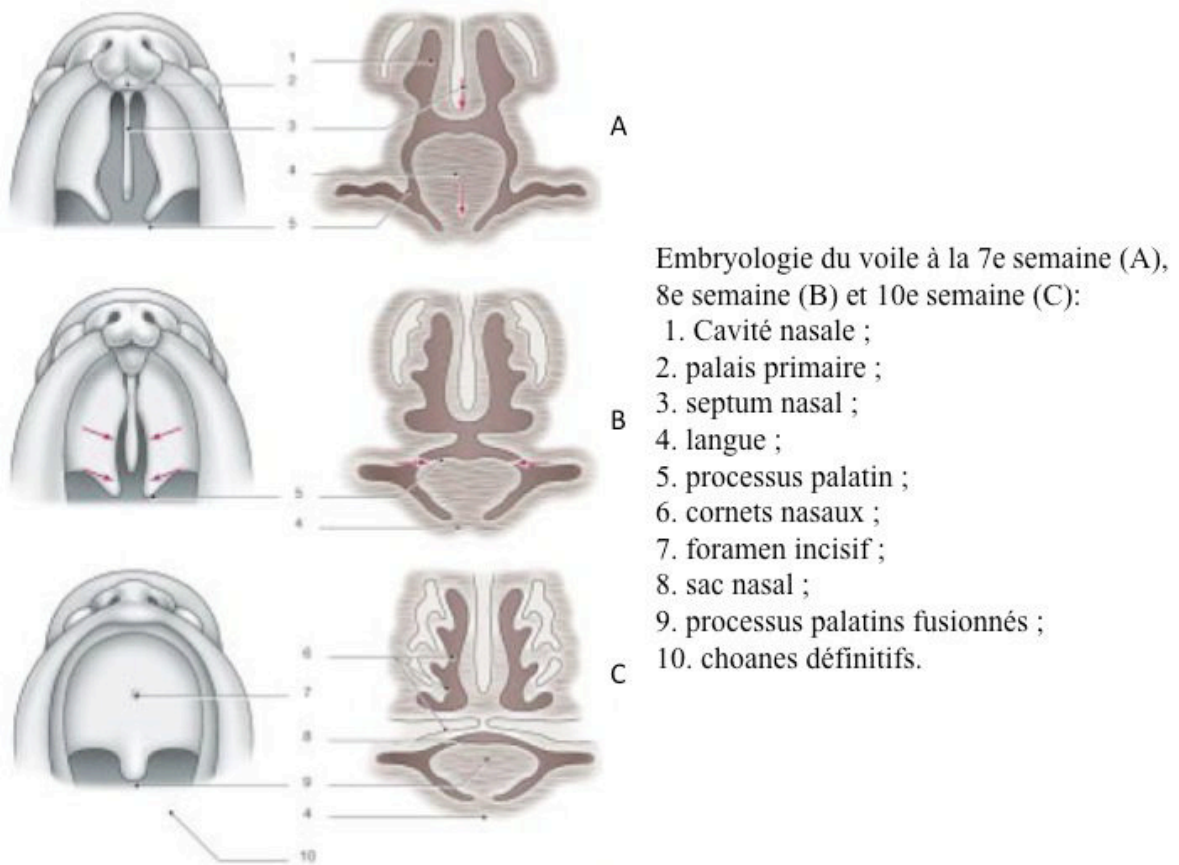 1
2
3
4
5
A
5
4
B
6
7
8
9
4
10
C
Embryologie du voile à la 7e semaine (A),
8e semaine (B) et 10e semaine (C):
1. Cavité nasale ;
2. palais primaire ;
3. septum nasal ;
4. langue ;
5. processus palatin ;
6. cornets nasaux ;
7. foramen incisif ;
8. sac nasal ;
9. processus palatins fusionnés ;
10. choanes définitifs.